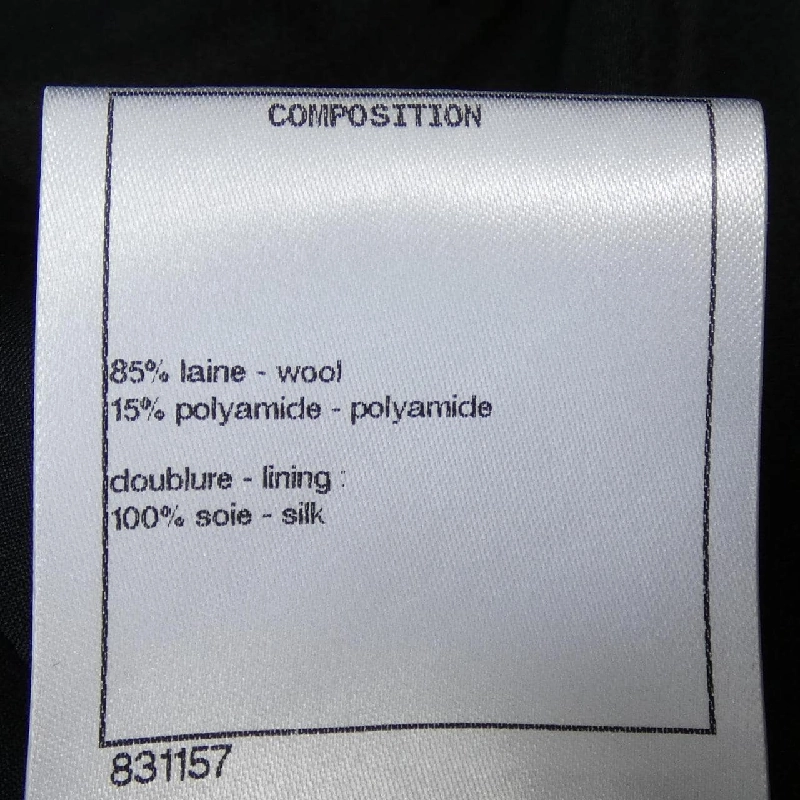 COMPOSITION
85% laine - wool
15% polyamide - polyamide
doublure - lining :
100% soie - silk
831157